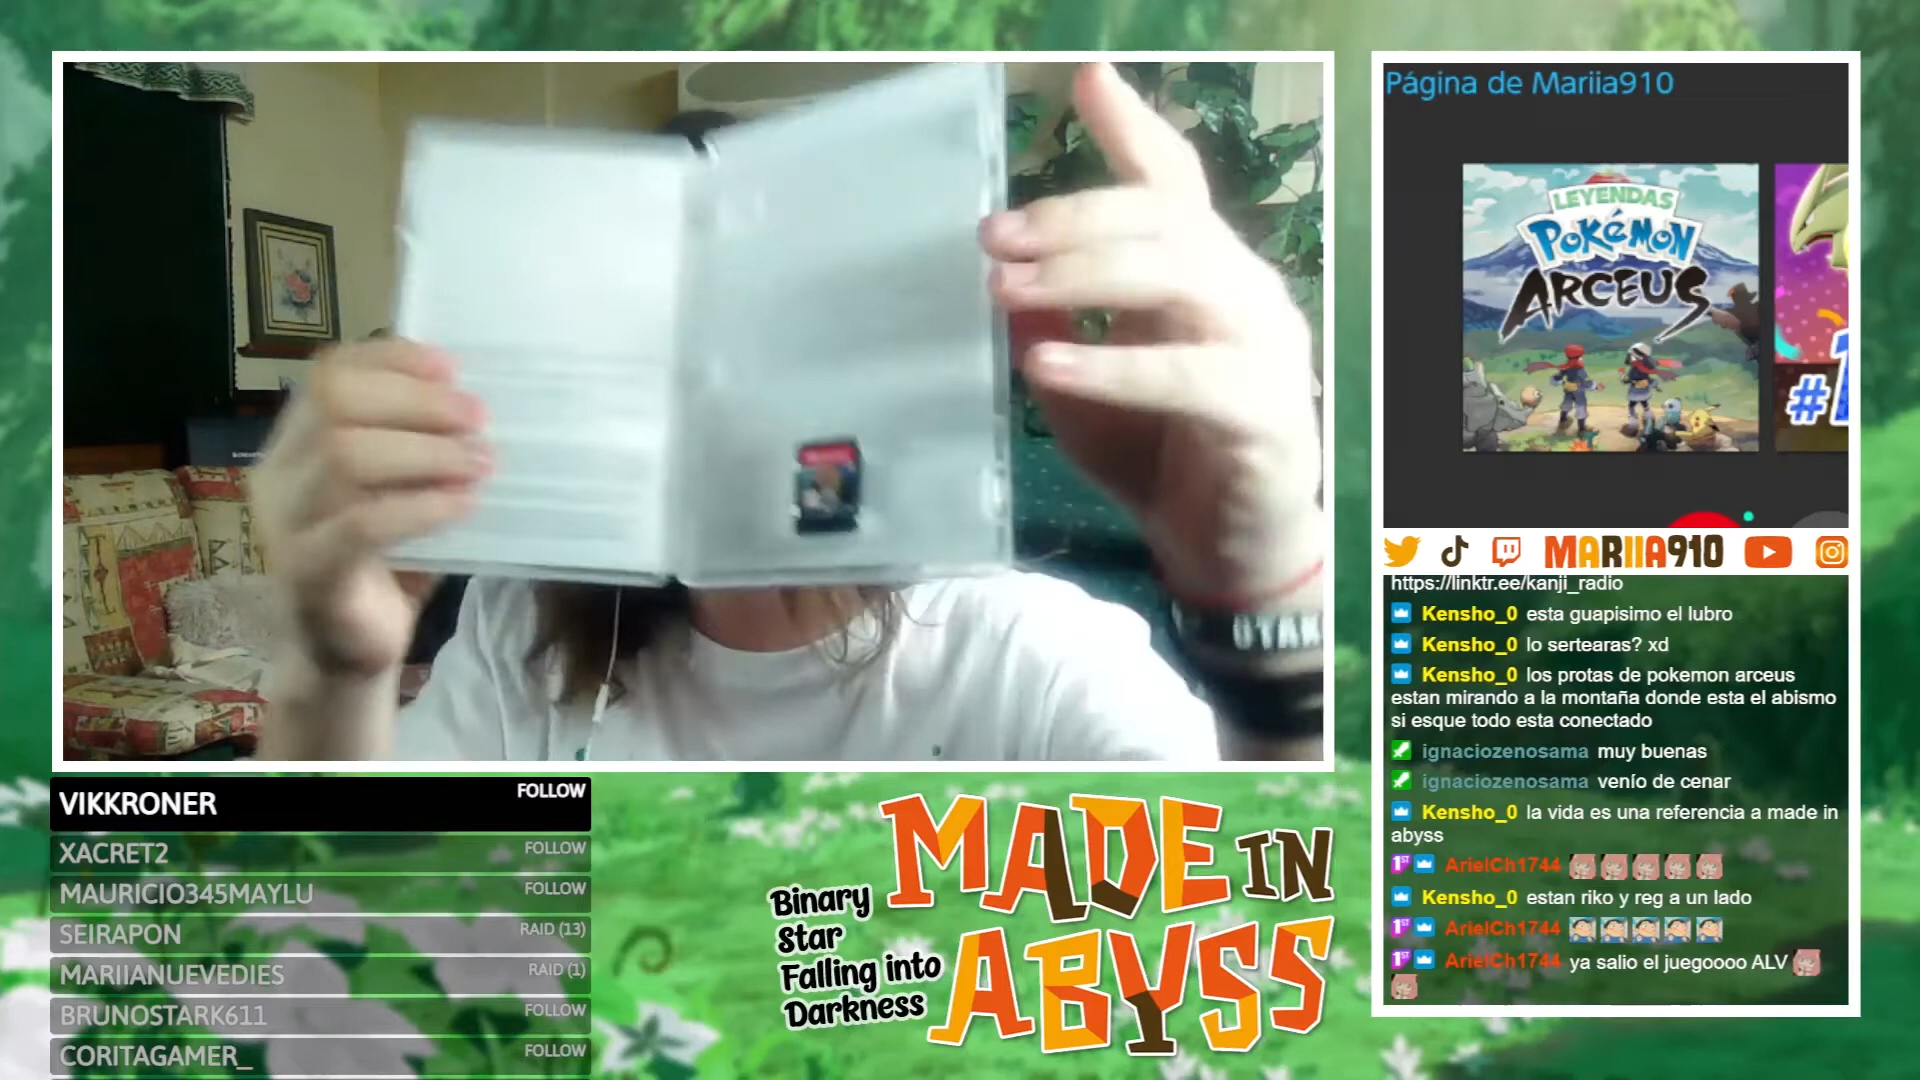 Página de Mariia910
LEYENDAS
POKÉMON
ARCEUS
#1
MARIIA910
https://linktr.ee/kanji_radio
Kensho_0 esta guapisimo el lubro
Kensho_0 lo sertearas? xd
Kensho_0 los protas de pokemon arceus
estan mirando a la montaña donde esta el abismo
si esque todo esta conectado
ignaciozenosama muy buenas
ignaciozenosama venío de cenar
Kensho_0 la vida es una referencia a made in
abyss
1ST ArielCh1744
Kensho_0 estan riko y reg a un lado
1ST ArielCh1744
1ST ArielCh1744 ya salio el juegoooo ALV
VIKKRONER FOLLOW
XACRET2 FOLLOW
MAURICIO345MAYLU FOLLOW
SEIRAPON RAID (13)
MARIIANUEVEDIES RAID (1)
BRUNOSTARK611 FOLLOW
CORITAGAMER_ FOLLOW
MADE IN
ABYSS
Binary
Star
Falling into
Darkness